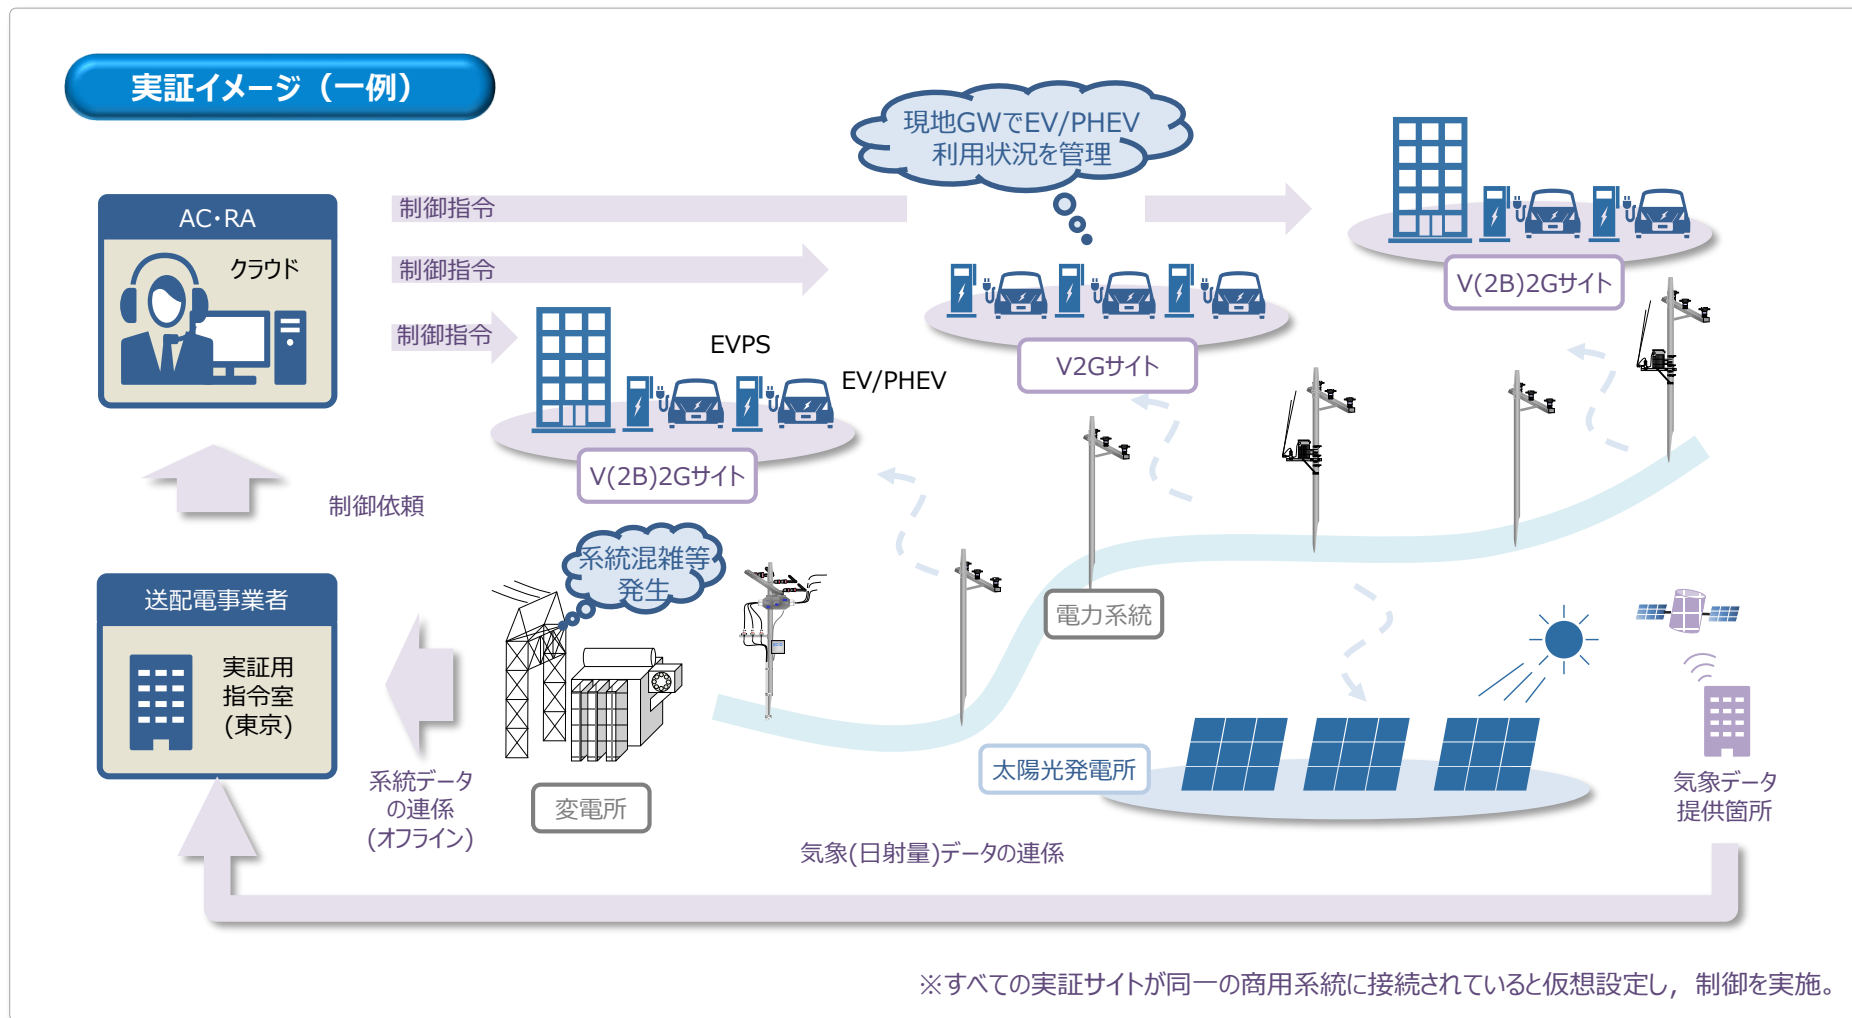 実証イメージ（一例）
現地GWでEV/PHEV
利用状況を管理
AC・RA
クラウド
制御指令
制御指令
制御指令
EVPS
EV/PHEV
V(2B)2Gサイト
V2Gサイト
V(2B)2Gサイト
制御依頼
系統混雑等
発生
送配電事業者
実証用
指令室
(東京)
電力系統
太陽光発電所
変電所
系統データ
の連係
(オフライン)
気象データ
提供箇所
気象(日射量)データの連係
※すべての実証サイトが同一の商用系統に接続されていると仮想設定し，制御を実施。